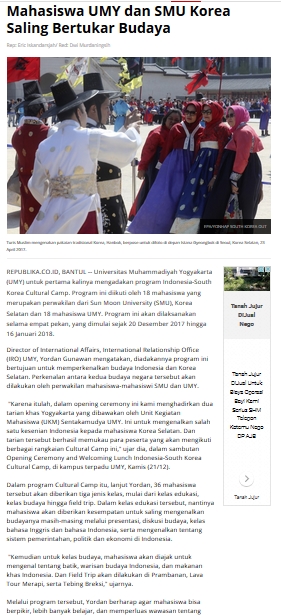 Mahasiswa UMY dan SMU Korea
Saling Bertukar Budaya
Rep: Eric Iskandarsjah/ Red: Dwi Murdaningsih
EPA/YONHAP SOUTH KOREA OUT
Turis Muslim mengenakan pakaian tradisional Korea, Hanbok, berpose untuk difoto di depan Istana Gyeongbok di Seoul, Korea Selatan, 23
April 2017.
REPUBLIKA.CO.ID, BANTUL -- Universitas Muhammadiyah Yogyakarta
(UMY) untuk pertama kalinya mengadakan program Indonesia-South
Korea Cultural Camp. Program ini diikuti oleh 18 mahasiswa yang
merupakan perwakilan dari Sun Moon University (SMU), Korea
Selatan dan 18 mahasiswa UMY. Program ini akan dilaksanakan
selama empat pekan, yang dimulai sejak 20 Desember 2017 hingga
16 Januari 2018.
Director of International Affairs, International Relationship Office
(IRO) UMY, Yordan Gunawan mengatakan, diadakannya program ini
bertujuan untuk memperkenalkan budaya Indonesia dan Korea
Selatan. Perkenalan antara kedua budaya negara tersebut akan
dilakukan oleh perwakilan mahasiswa-mahasiswi SMU dan UMY.
"Karena itulah, dalam opening ceremony ini kami menghadirkan dua
tarian khas Yogyakarta yang dibawakan oleh Unit Kegiatan
Mahasiswa (UKM) Sentakamudya UMY. Ini untuk mengenalkan salah
satu kesenian Indonesia kepada mahasiswa Korea Selatan. Dan
tarian tersebut berhasil memukau para peserta yang akan mengikuti
berbagai rangkaian Cultural Camp ini," ujar dia, dalam sambutan
Opening Ceremony and Welcoming Lunch Indonesia-South Korea
Cultural Camp, di kampus terpadu UMY, Kamis (21/12).
Dalam program Cultural Camp itu, lanjut Yordan, 36 mahasiswa
tersebut akan diberikan tiga jenis kelas, mulai dari kelas edukasi,
kelas budaya hingga field trip. Dalam kelas edukasi tersebut, nantinya
mahasiswa akan diberikan kesempatan untuk saling mengenalkan
budayanya masih-masing melalui presentasi, diskusi budaya, kelas
bahasa Inggris dan bahasa Indonesia, serta mengenalkan tentang
sistem pemerintahan, politik dan ekonomi di Indonesia.
"Kemudian untuk kelas budaya, mahasiswa akan diajak untuk
mengenal tentang batik, warisan budaya Indonesia, dan makanan
khas Indonesia. Dan Field Trip akan dilakukan di Prambanan, Lava
Tour Merapi, serta Tebing Breksi," ujarnya.
Melalui program tersebut, Yordan berharap agar mahasiswa bisa
berpikir, lebih banyak belajar, dan memperluas wawasan tentang
Tanah Jujur
DiJual
Nego
Tanah Jujur
DiJual Untuk
Biaya Operasi
Bayi Kami
Serius SHM
Telepon
Ketemu Nego
DP AJB
Tanah Jujur